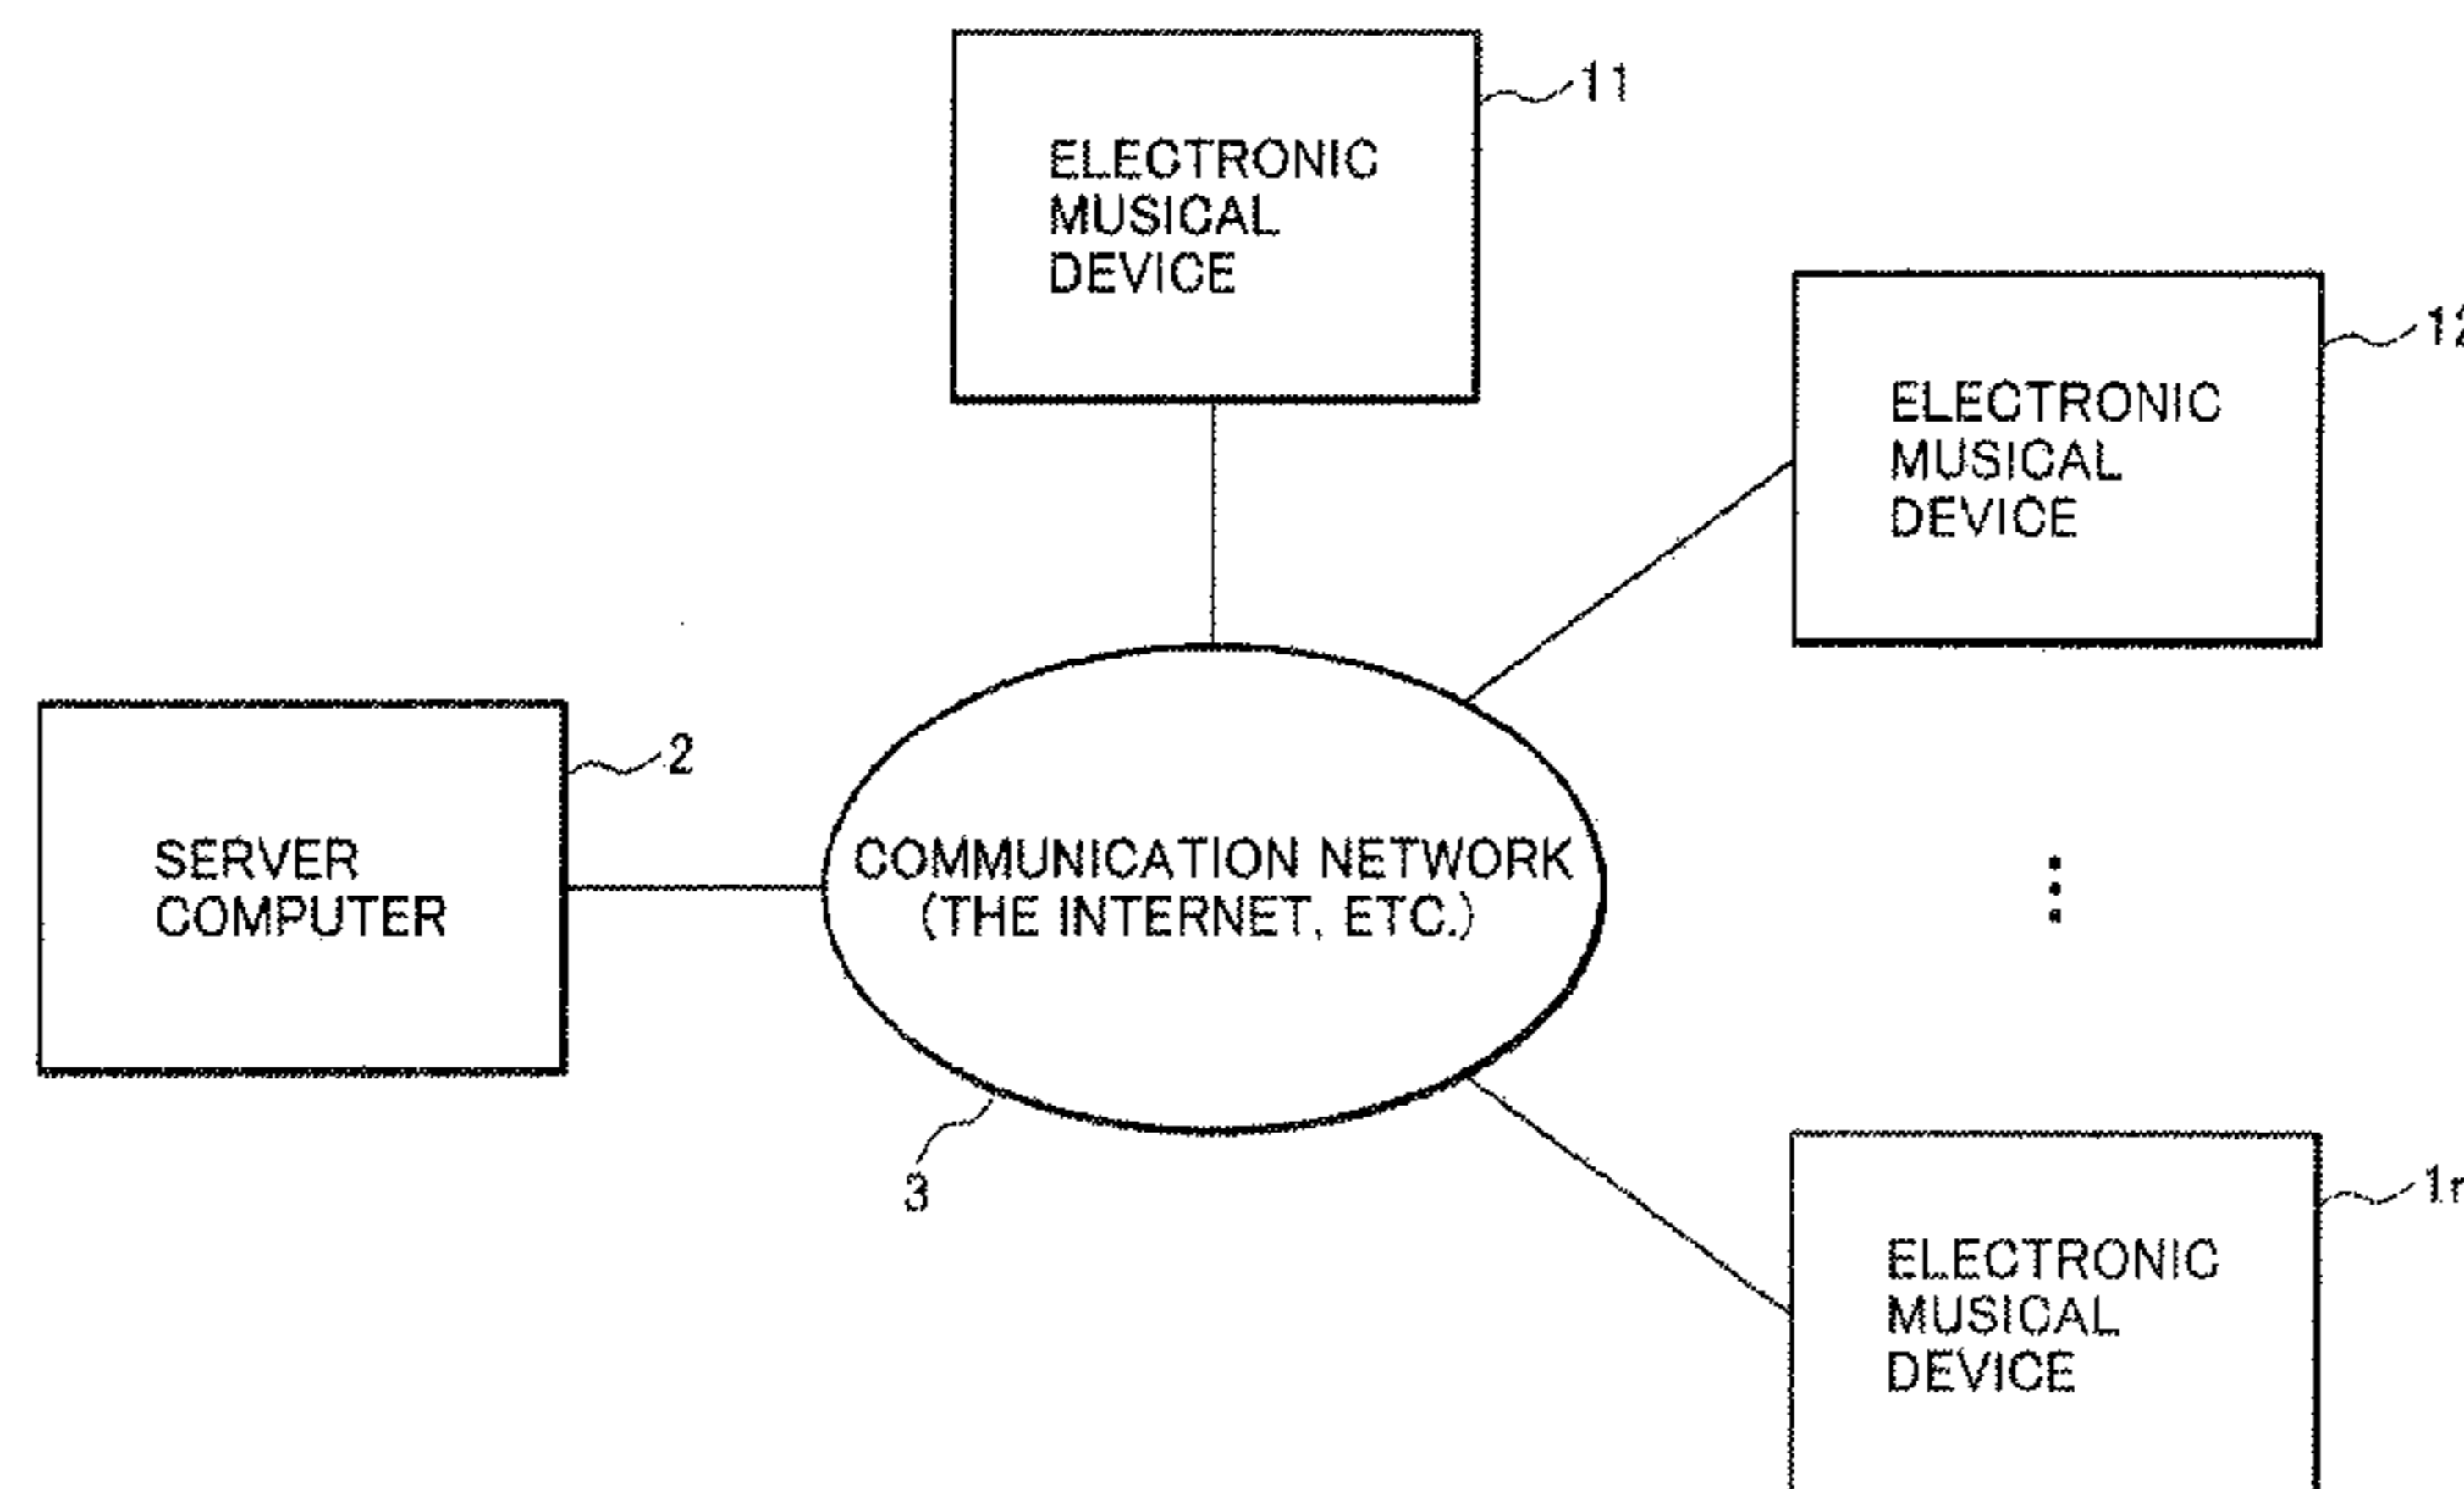 11
ELECTRONIC
MUSICAL
DEVICE
ELECTRONIC
MUSICAL
DEVICE
2
SERVER
COMPUTER
COMMUNICATION NETWORK
(THE INTERNET, ETC.)
3
ELECTRONIC
MUSICAL
DEVICE